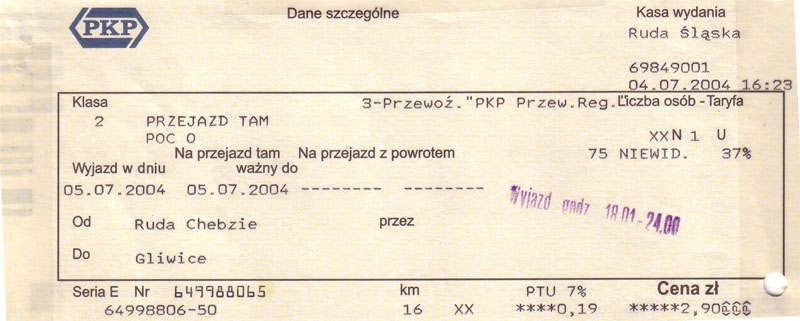 PKP
Dane szczególne
Kasa wydania
Ruda Śląska
69849001
04.07.2004 16:23
Klasa
3-Przewoź."PKP Przew.Reg." Liczba osób - Taryfa
2 PRZEJAZD TAM
POC O
XXN 1 U
Na przejazd tam Na przejazd z powrotem
75 NIEWID. 37%
Wyjazd w dniu ważny do
05.07.2004 05.07.2004 -------- --------
Wyjazd godz 18.01-24.00
Od Ruda Chebzie przez
Do Gliwice
Seria E Nr 649988065 km PTU 7% Cena zł
64998806-50 16 XX ****0,19 *****2,90@@@